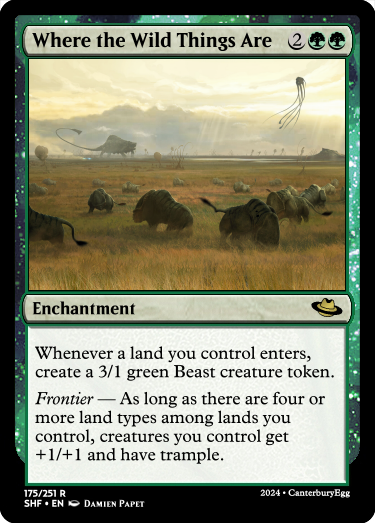 Where the Wild Things Are 2
Enchantment
Whenever a land you control enters,
create a 3/1 green Beast creature token.
Frontier — As long as there are four or
more land types among lands you
control, creatures you control get
+1/+1 and have trample.
175/251 R
SHF • EN Damien Papet
2024 • CanterburyEgg